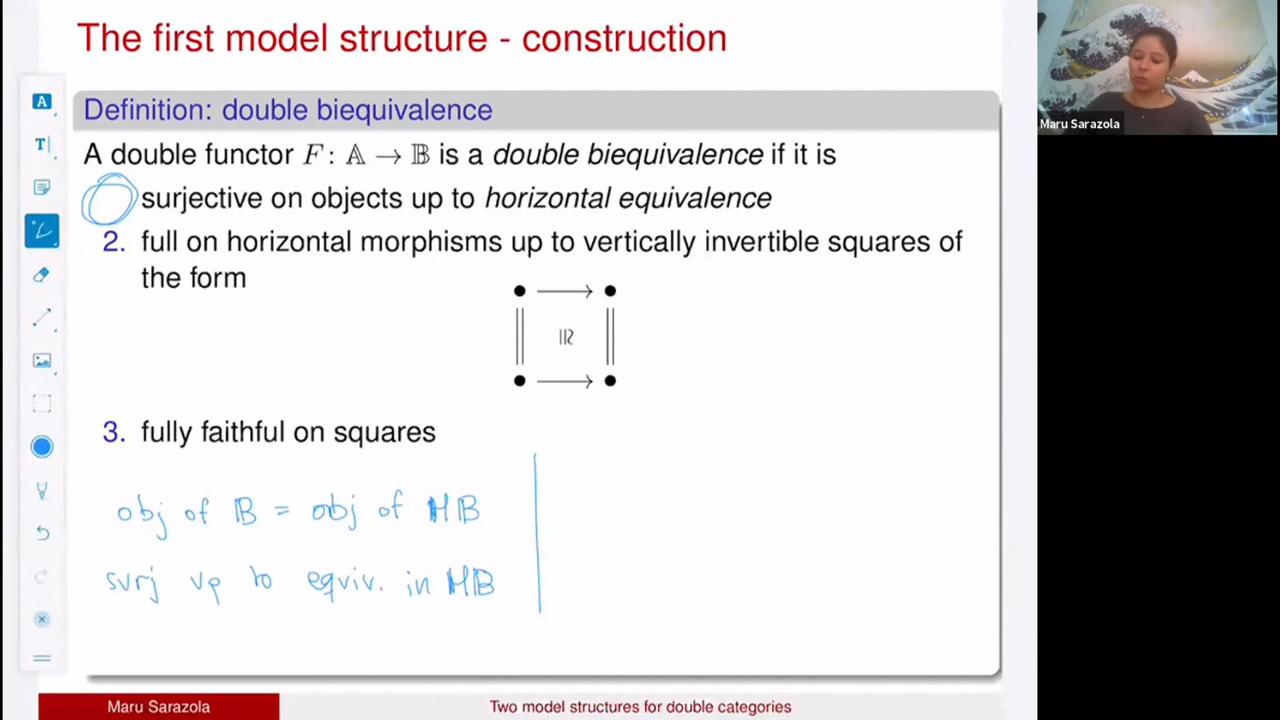 The first model structure - construction
Maru Sarazola
Definition: double biequivalence
A double functor F: 𝔸 → 𝔹 is a double biequivalence if it is
surjective on objects up to horizontal equivalence
2. full on horizontal morphisms up to vertically invertible squares of
the form
3. fully faithful on squares
obj of 𝔹 = obj of H𝔹
surj up to equiv. in H𝔹
Maru Sarazola
Two model structures for double categories